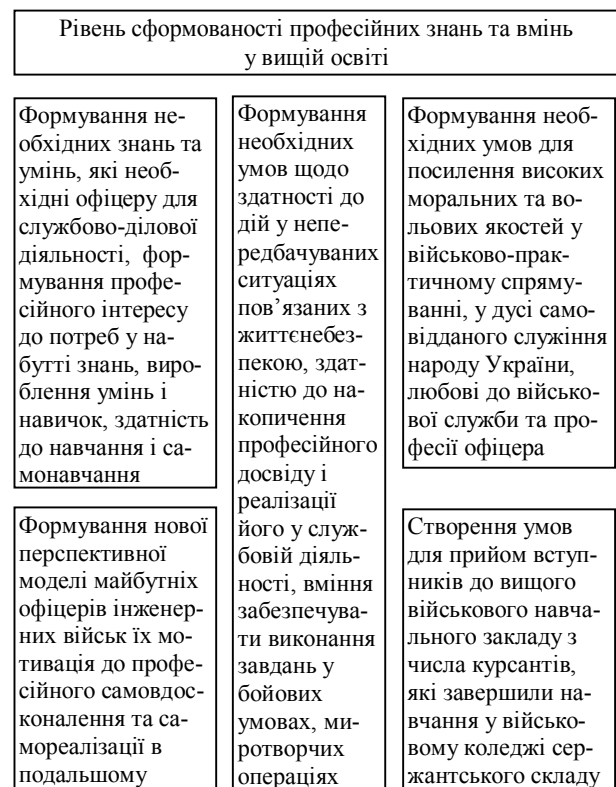 Рівень сформованості професійних знань та вмінь
у вищій освіті
Формування не-
обхідних знань та
умінь, які необ-
хідні офіцеру для
службово-ділової
діяльності, фор-
мування профе-
сійного інтересу
до потреб у на-
бутті знань, виро-
блення умінь і
навичок, здатність
до навчання і са-
монавчання
Формування нової
перспективної
моделі майбутніх
офіцерів інженер-
них військ їх мо-
тивація до профе-
сійного самовдос-
коналення та са-
мореалізації в
подальшому
Формування
необхідних
умов щодо
здатності до
дій у непе-
редбачуваних
ситуаціях
пов’язаних з
життєнебез-
пекою, здат-
ністю до на-
копичення
професійного
досвіду і
реалізації
його у служ-
бовій діяль-
ності, вміння
забезпечува-
ти виконання
завдань у
бойових
умовах, ми-
ротворчих
операціях
Формування необ-
хідних умов для
посилення високих
моральних та во-
льових якостей у
військово-прак-
тичному спряму-
ванні, у дусі само-
відданого служіння
народу України,
любові до військо-
вої служби та про-
фесії офіцера
Створення умов
для прийом вступ-
ників до вищого
військового навча-
льного закладу з
числа курсантів,
які завершили на-
вчання у військо-
вому коледжі сер-
жантського складу